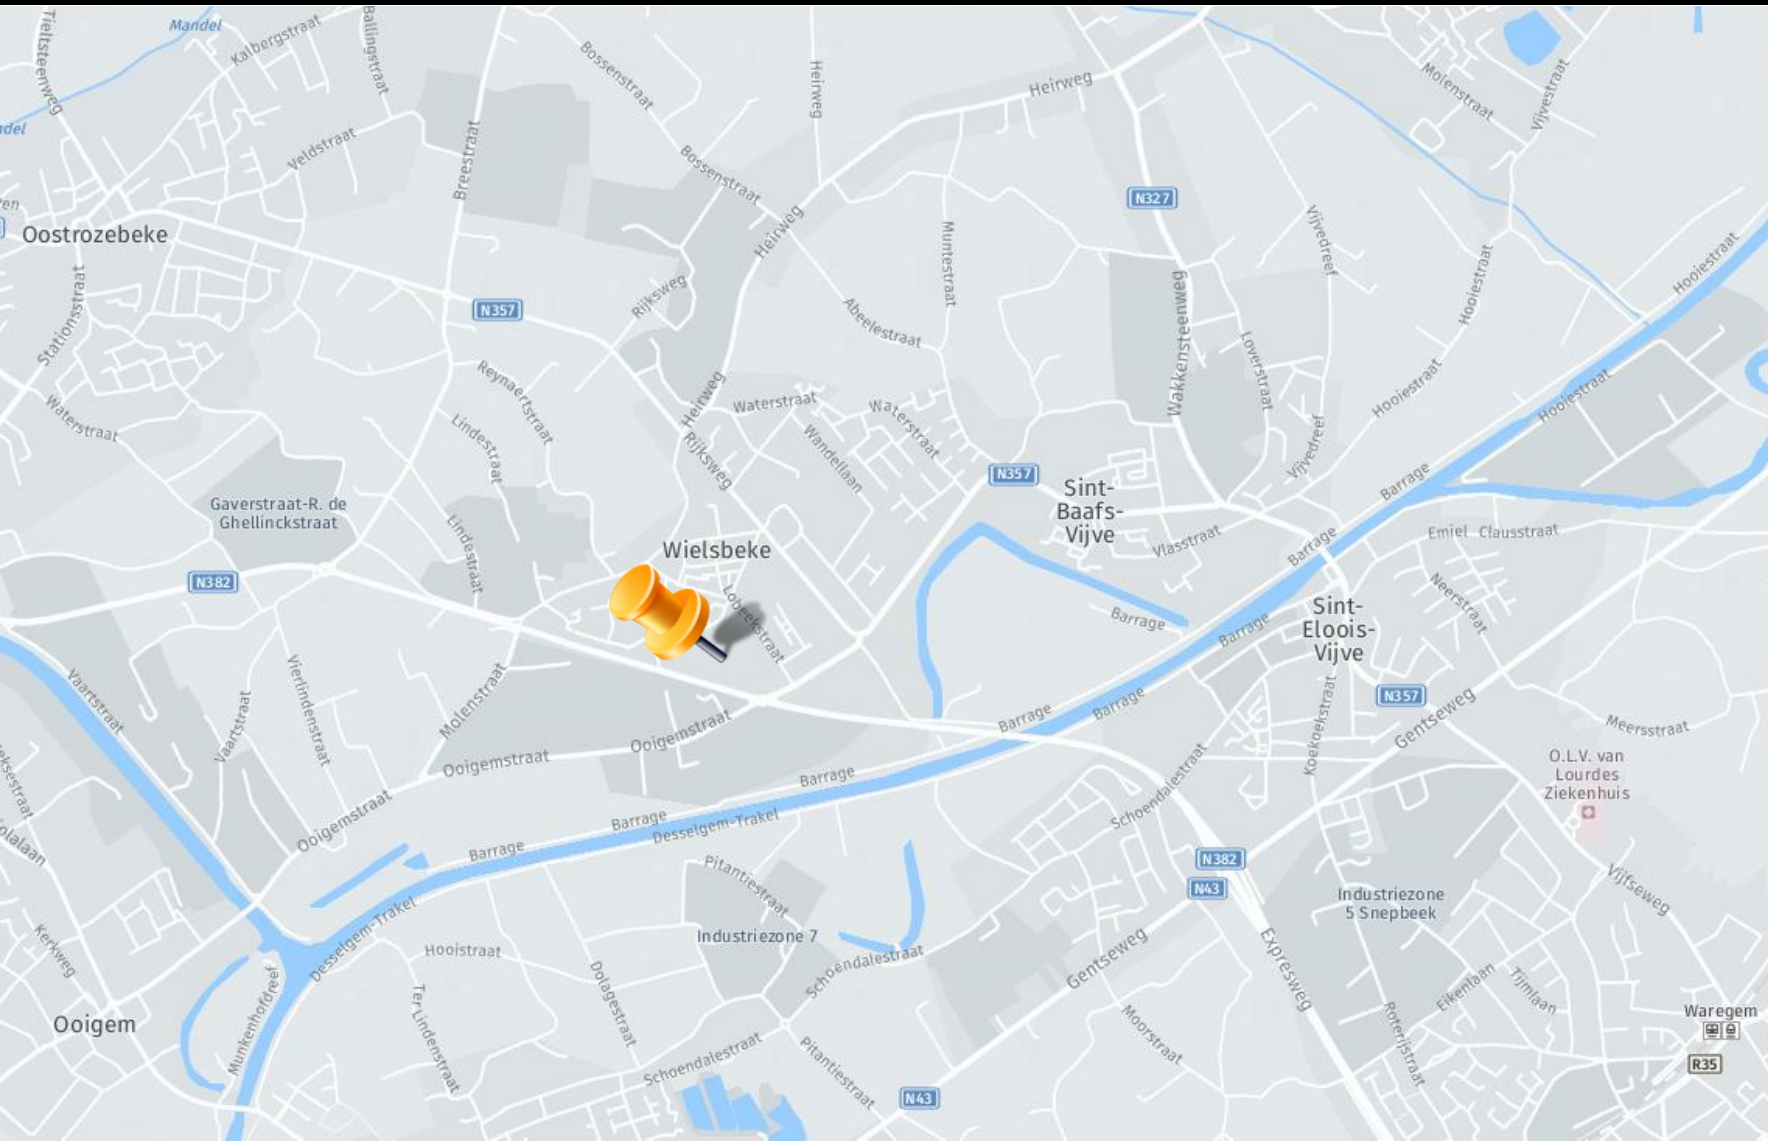 Mandel
Kalbergstraat
Ballingstraat
Tieltsteenweg
Bossenstraat
Heirweg
Heirweg
Molenstraat
Vijvestraat
Veldstraat
Breestraat
Bossenstraat
N327
Oostrozebeke
Heirweg
Muntestraat
Vijvedreef
Hooiestraat
Hooiestraat
Stationsstraat
N357
Rijksweg
Abeelestraat
Wakkensteenweg
Loverstraat
Waterstraat
Reynaertstraat
Heirweg
Waterstraat
Waterstraat
Hooiestraat
Hooiestraat
Lindestraat
Rijksweg
Wandellaan
Vijvedreef
N357
Sint-
Baafs-
Vijve
Barrage
Gaverstraat-R. de
Ghellinckstraat
Lindestraat
Wielsbeke
Vlasstraat
Barrage
Emiel Clausstraat
N382
Lobeekstraat
Barrage
Barrage
Sint-
Eloois-
Vijve
Neerstraat
Vaartstraat
Vaartstraat
Vierlindenstraat
Molenstraat
Ooigemstraat
Ooigemstraat
Barrage
Barrage
Koekoekstraat
N357
Gentseweg
Meersstraat
O.L.V. van
Lourdes
Ziekenhuis
Ooigemstraat
Barrage
Barrage
Barrage
Desselgem-Trakel
Schoendalestraat
N382
N43
Pitantiestraat
Industriezone
5 Snepbeek
Vijfseweg
Kerkweg
Desselgem-Trakel
Hooistraat
Industriezone 7
Schoendalestraat
Gentseweg
Expresweg
Eikenlaan
Tijmlaan
Ooigem
Munkenhofdreef
Ter Lindenstraat
Dolagestraat
Schoendalestraat
Pitantiestraat
N43
Moorstraat
Roterijstraat
Waregem
R35